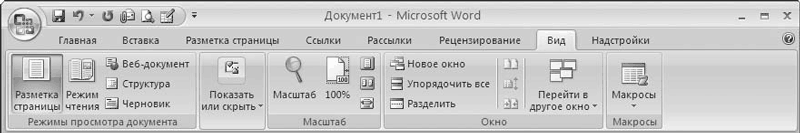 Документ1 - Microsoft Word
Главная Вставка Разметка страницы Ссылки Рассылки Рецензирование Вид Надстройки
Разметка страницы
Режим чтения
Веб-документ
Структура
Черновик
Режимы просмотра документа
Показать или скрыть
Масштаб
100%
Масштаб
Новое окно
Упорядочить все
Разделить
Перейти в другое окно
Окно
Макросы
Макросы